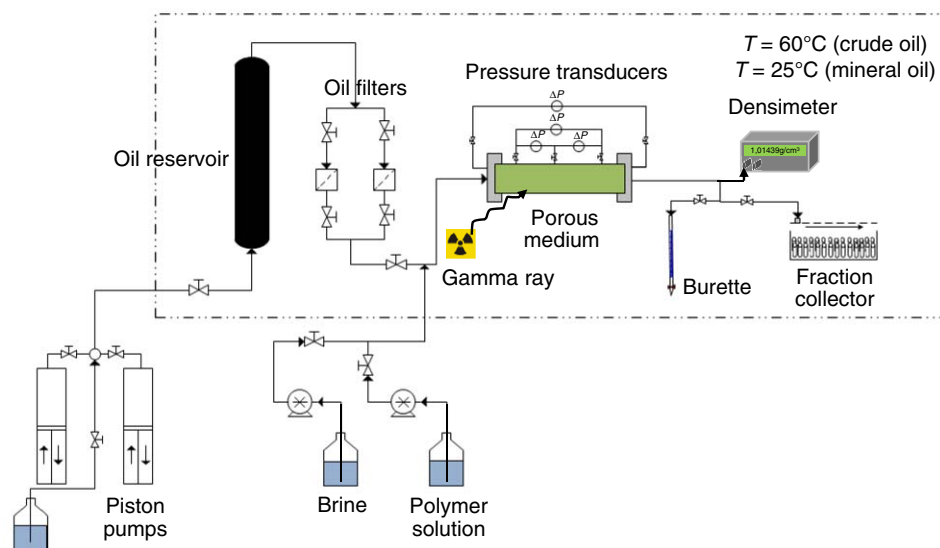 T = 60°C (crude oil)
T = 25°C (mineral oil)
Pressure transducers
Densimeter
Oil filters
ΔP
ΔP
ΔP
ΔP
1,01439g/cm³
Oil reservoir
Porous
medium
Gamma ray
Burette
Fraction
collector
Piston
pumps
Brine
Polymer
solution